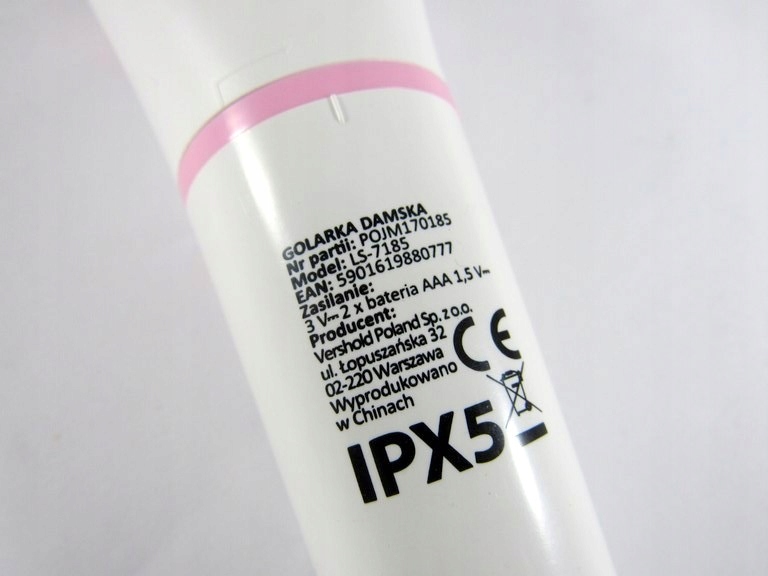 GOLARKA DAMSKA
Nr partii: POJM170185
Model: LS-7185
EAN: 5901619880777
Zasilanie:
3 V⎓ 2 x bateria AAA 1,5 V⎓
Producent:
Vershold Poland Sp. z o.o.
ul. Łopuszańska 32
02-220 Warszawa
Wyprodukowano
w Chinach
CE
IPX5